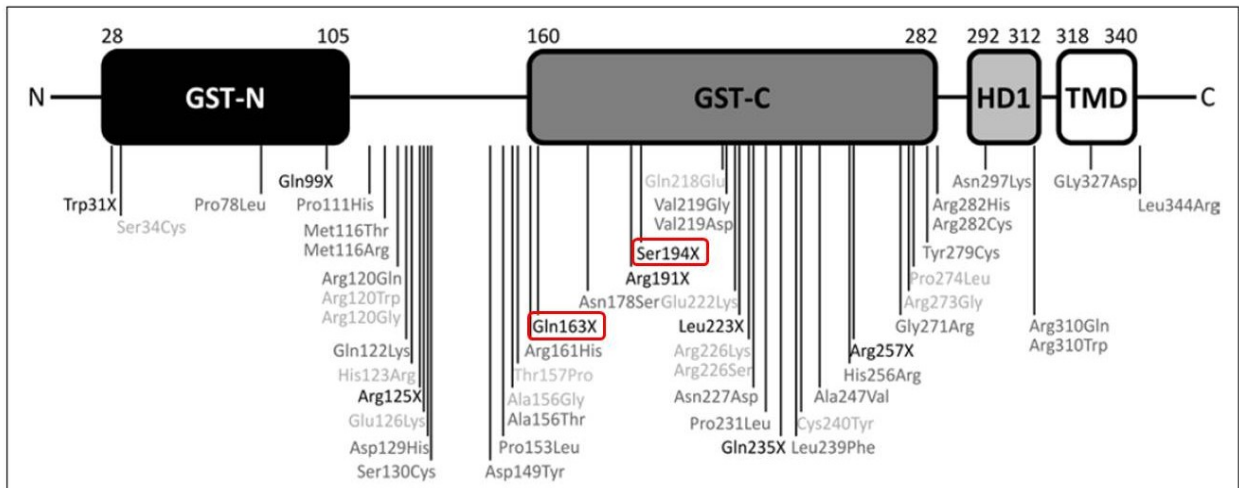 28 105 160 282 292 312 318 340
N GST-N GST-C HD1 TMD C
Trp31X
Ser34Cys
Pro78Leu
Gln99X
Pro111His
Met116Thr
Met116Arg
Arg120Gln
Arg120Trp
Arg120Gly
Gln122Lys
His123Arg
Arg125X
Glu126Lys
Asp129His
Ser130Cys
Asp149Tyr
Pro153Leu
Ala156Thr
Ala156Gly
Thr157Pro
Arg161His
Gln163X
Asn178Ser
Arg191X
Ser194X
Gln218Glu
Val219Gly
Val219Asp
Glu222Lys
Leu223X
Arg226Lys
Arg226Ser
Asn227Asp
Pro231Leu
Gln235X
Leu239Phe
Cys240Tyr
Ala247Val
His256Arg
Arg257X
Gly271Arg
Arg273Gly
Pro274Leu
Tyr279Cys
Arg282His
Arg282Cys
Asn297Lys
Arg310Gln
Arg310Trp
GLy327Asp
Leu344Arg